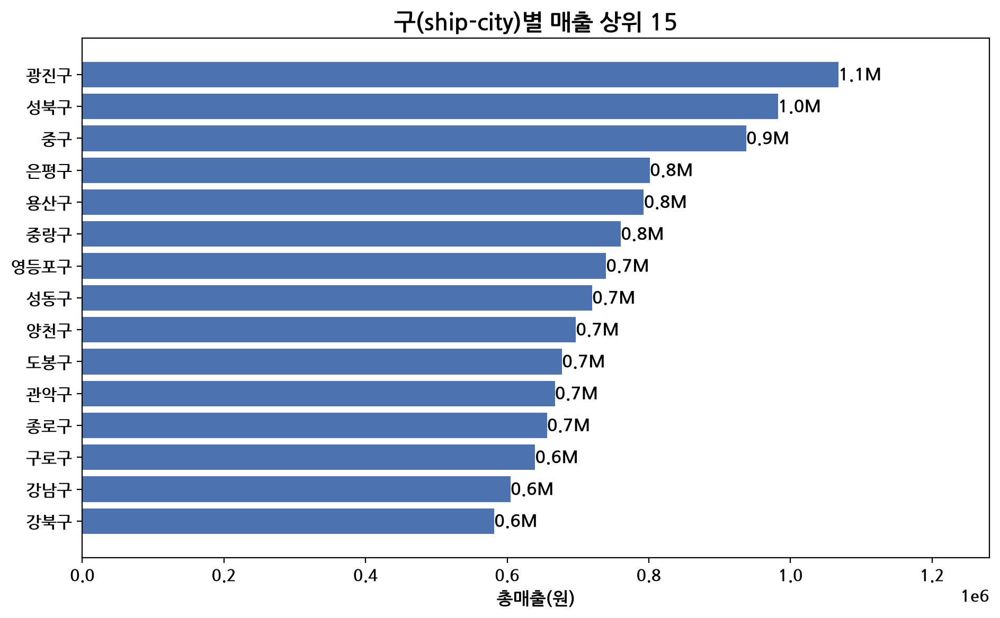 구(ship-city)별 매출 상위 15
광진구 1.1M
성북구 1.0M
중구 0.9M
은평구 0.8M
용산구 0.8M
중랑구 0.8M
영등포구 0.7M
성동구 0.7M
양천구 0.7M
도봉구 0.7M
관악구 0.7M
종로구 0.7M
구로구 0.6M
강남구 0.6M
강북구 0.6M
0.0 0.2 0.4 0.6 0.8 1.0 1.2
총매출(원)
1e6